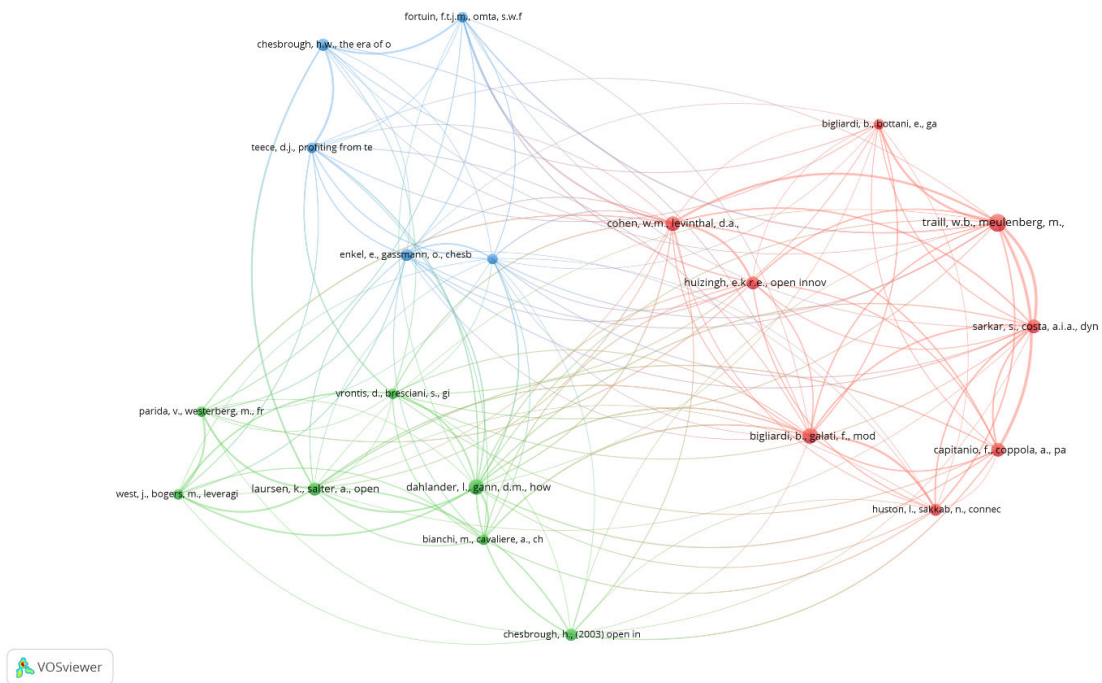 fortuin, f.t.j.m., omta, s.w.f
chesbrough, h.w., the era of o
bigliardi, b., bottani, e., ga
teece, d.j., profiting from te
cohen, w.m., levinthal, d.a.,
traill, w.b., meulenberg, m.,
enkel, e., gassmann, o., chesb
huizingh, e.k.r.e., open innov
sarkar, s., costa, a.i.a., dyn
vrontis, d., bresciani, s., gi
parida, v., westerberg, m., fr
bigliardi, b., galati, f., mod
capitanio, f., coppola, a., pa
west, j., bogers, m., leveragi
laursen, k., salter, a., open
dahlander, l., gann, d.m., how
huston, l., sakkab, n., connec
bianchi, m., cavaliere, a., ch
chesbrough, h., (2003) open in
VOSviewer